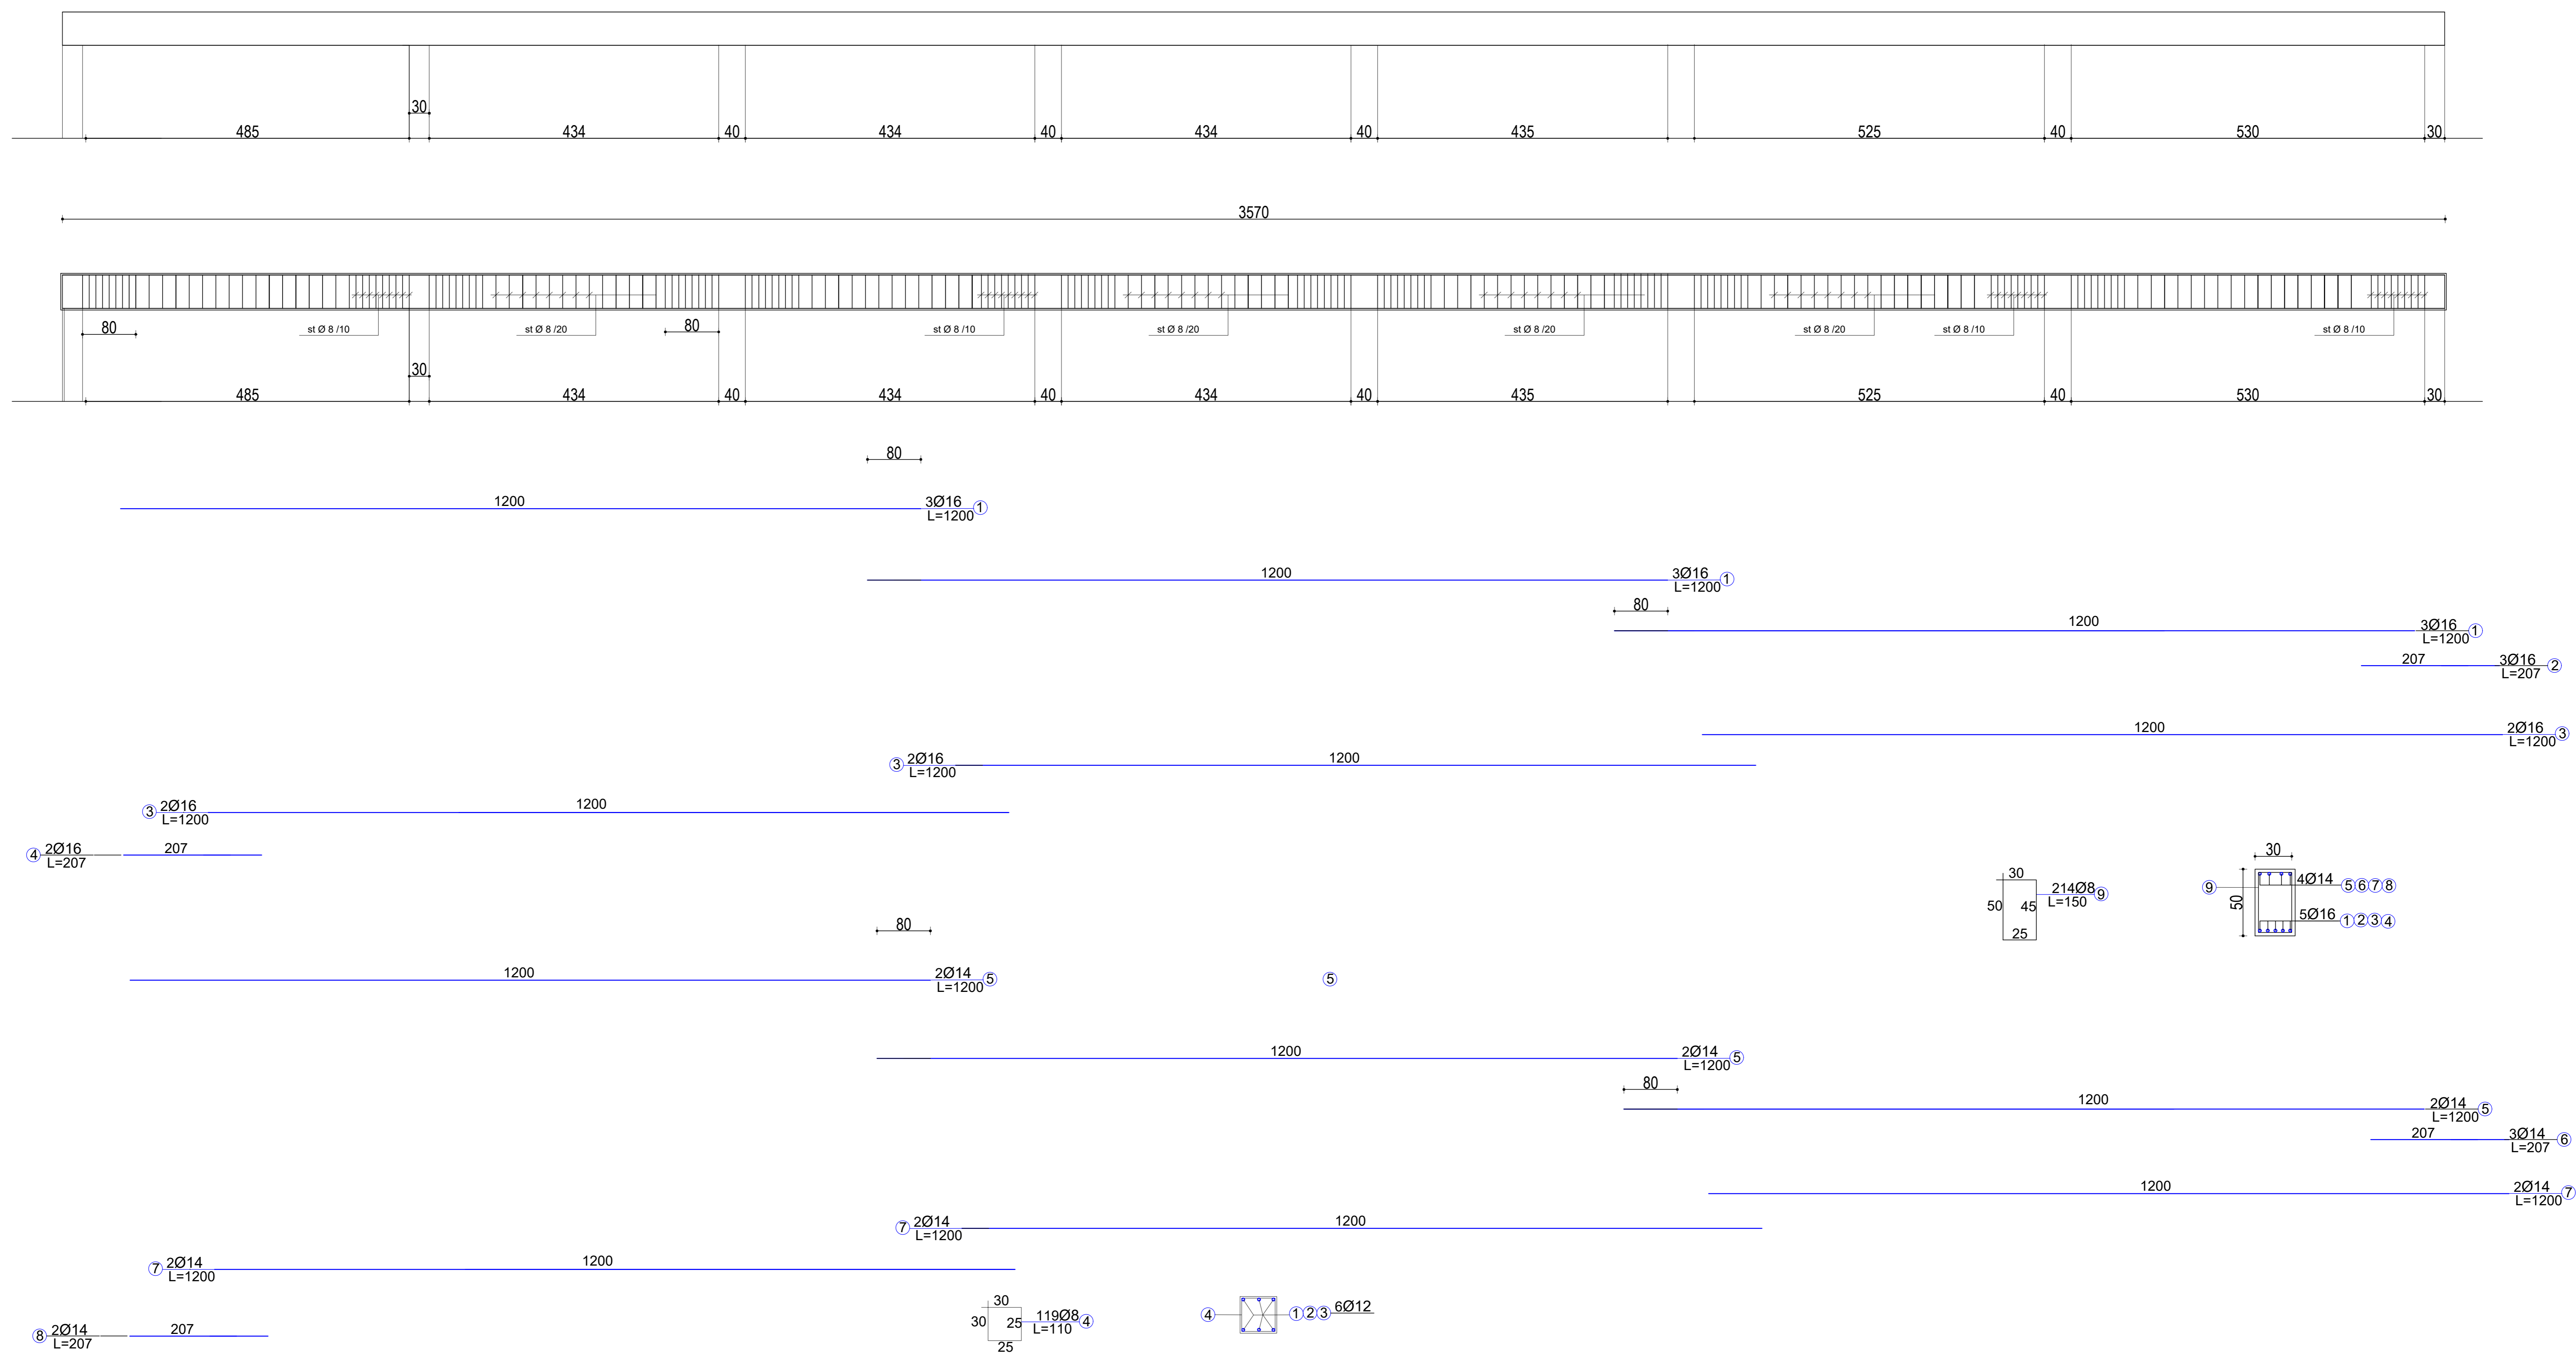 30
485 434 40 434 40 434 40 435 525 40 530 30
3570
80 st Ø 8 /10 st Ø 8 /20 80 st Ø 8 /10 st Ø 8 /20 st Ø 8 /20 st Ø 8 /20 st Ø 8 /10 st Ø 8 /10
30
485 434 40 434 40 434 40 435 525 40 530 30
80
1200 3Ø16 1
L=1200
1200 3Ø16 1
L=1200
80
1200 3Ø16 1
L=1200
207 3Ø16 2
L=207
1200 2Ø16 3
L=1200
3 2Ø16 1200
L=1200
3 2Ø16 1200
L=1200
4 2Ø16 207
L=207
30
50 45 214Ø8 9
L=150
25
30
9 50 4Ø14 5 6 7 8
5Ø16 1 2 3 4
80
1200 2Ø14 5
L=1200
5
1200 2Ø14 5
L=1200
80
1200 2Ø14 5
L=1200
207 3Ø14 6
L=207
1200 2Ø14 7
L=1200
7 2Ø14 1200
L=1200
7 2Ø14 1200
L=1200
30
30 25 119Ø8 4
L=110
25
4 1 2 3 6Ø12
8 2Ø14 207
L=207